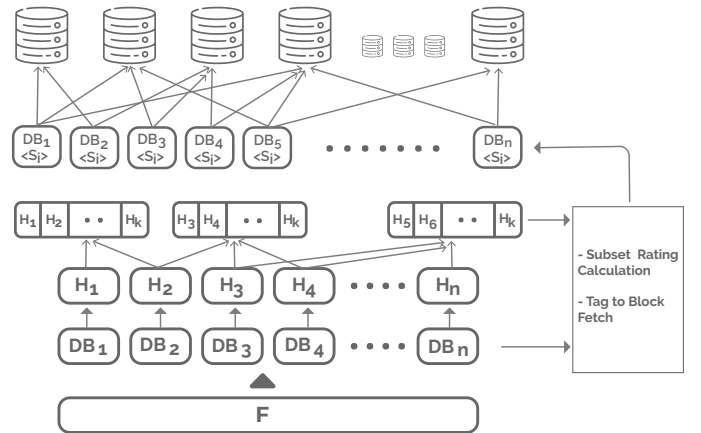 DB1 DB2 DB3 DB4 DB5 DBn
<Si> <Si> <Si> <Si> <Si> <Si>
H1 H2 Hk H3 H4 Hk H5 H6 Hk
- Subset Rating
Calculation
- Tag to Block
Fetch
H1 H2 H3 H4 Hn
DB1 DB2 DB3 DB4 DBn
F